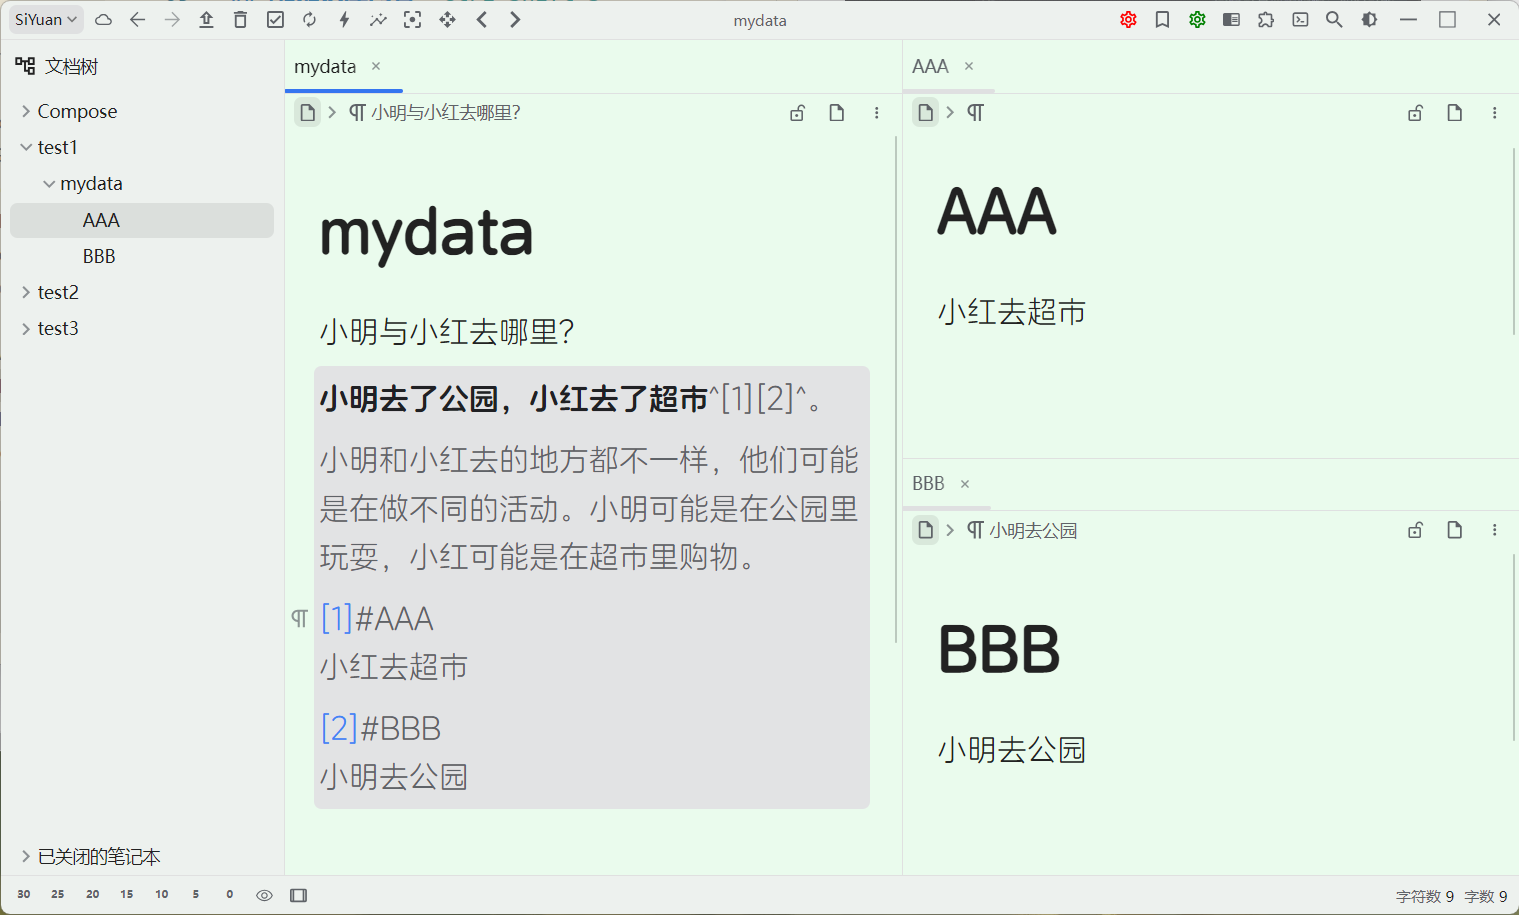 SiYuan
mydata
文档树
Compose
test1
mydata
AAA
BBB
test2
test3
已关闭的笔记本
mydata
小明与小红去哪里?
mydata
小明与小红去哪里?
小明去了公园，小红去了超市^[1][2]^。
小明和小红去的地方都不一样，他们可能
是在做不同的活动。小明可能是在公园里
玩耍，小红可能是在超市里购物。
[1]#AAA
小红去超市
[2]#BBB
小明去公园
AAA
AAA
小红去超市
BBB
小明去公园
BBB
小明去公园
30 25 20 15 10 5 0
字符数 9 字数 9